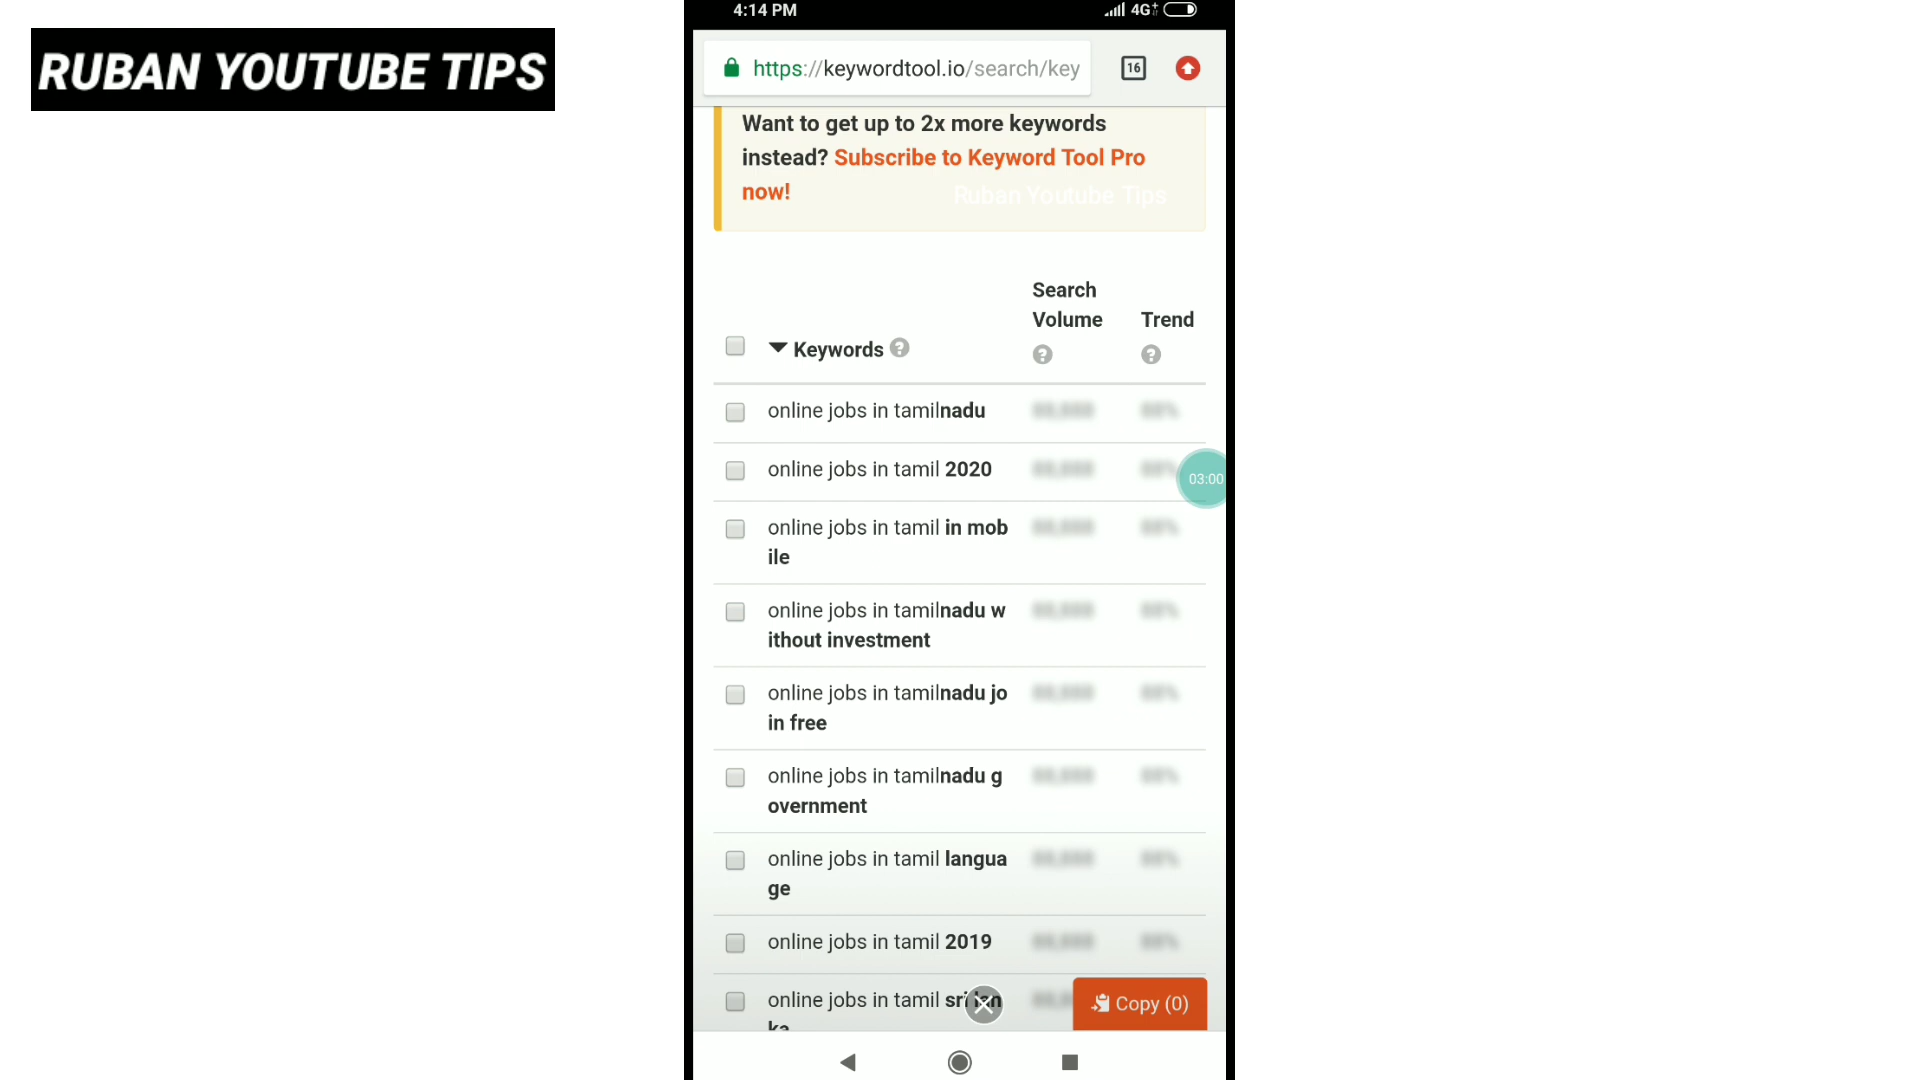 RUBAN YOUTUBE TIPS
4:14 PM
4G+
https://keywordtool.io/search/key
16
Want to get up to 2x more keywords
instead? Subscribe to Keyword Tool Pro
now!
Ruban Youtube Tips
Search
Volume
Trend
Keywords ?
?
?
online jobs in tamilnadu
online jobs in tamil 2020
03:00
online jobs in tamil in mob
ile
online jobs in tamilnadu w
ithout investment
online jobs in tamilnadu jo
in free
online jobs in tamilnadu g
overnment
online jobs in tamil langua
ge
online jobs in tamil 2019
online jobs in tamil sri lan
ka
Copy (0)